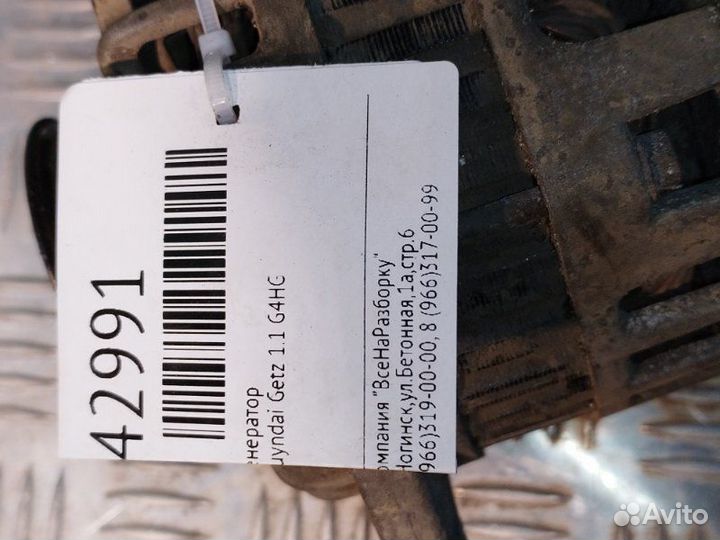 42991
енератор
uyndai Getz 1.1 G4HG
омпания "ВсеНаРазборку"
Ногинск,ул.Бетонная,1а,стр.6
966)319-00-00, 8 (966)317-00-99
Avito